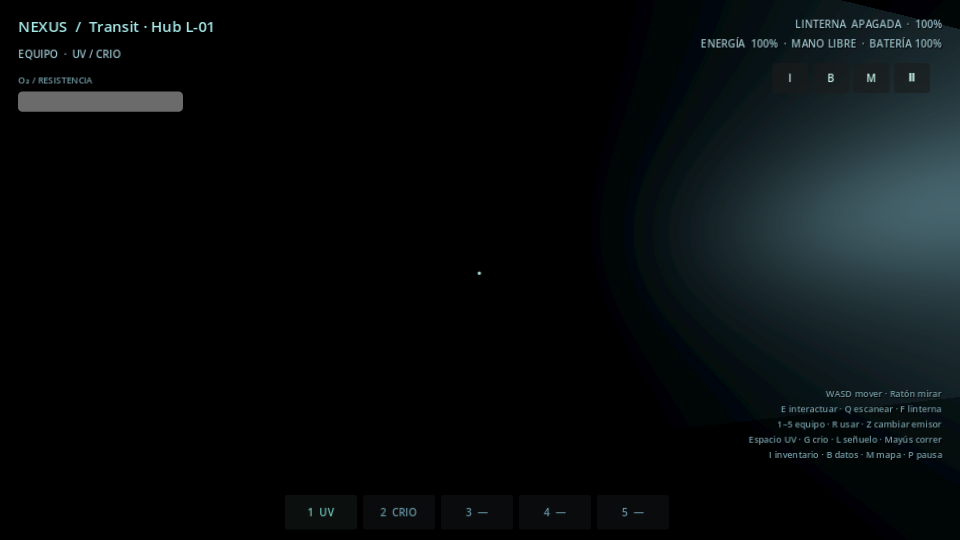 NEXUS / Transit · Hub L-01
EQUIPO · UV / CRIO
O₂ / RESISTENCIA
LINTERNA APAGADA · 100%
ENERGÍA 100% · MANO LIBRE · BATERÍA 100%
I B M II
WASD mover · Ratón mirar
E interactuar · Q escanear · F linterna
1–5 equipo · R usar · Z cambiar emisor
Espacio UV · G crio · L señuelo · Mayús correr
I inventario · B datos · M mapa · P pausa
1 UV 2 CRIO 3 — 4 — 5 —